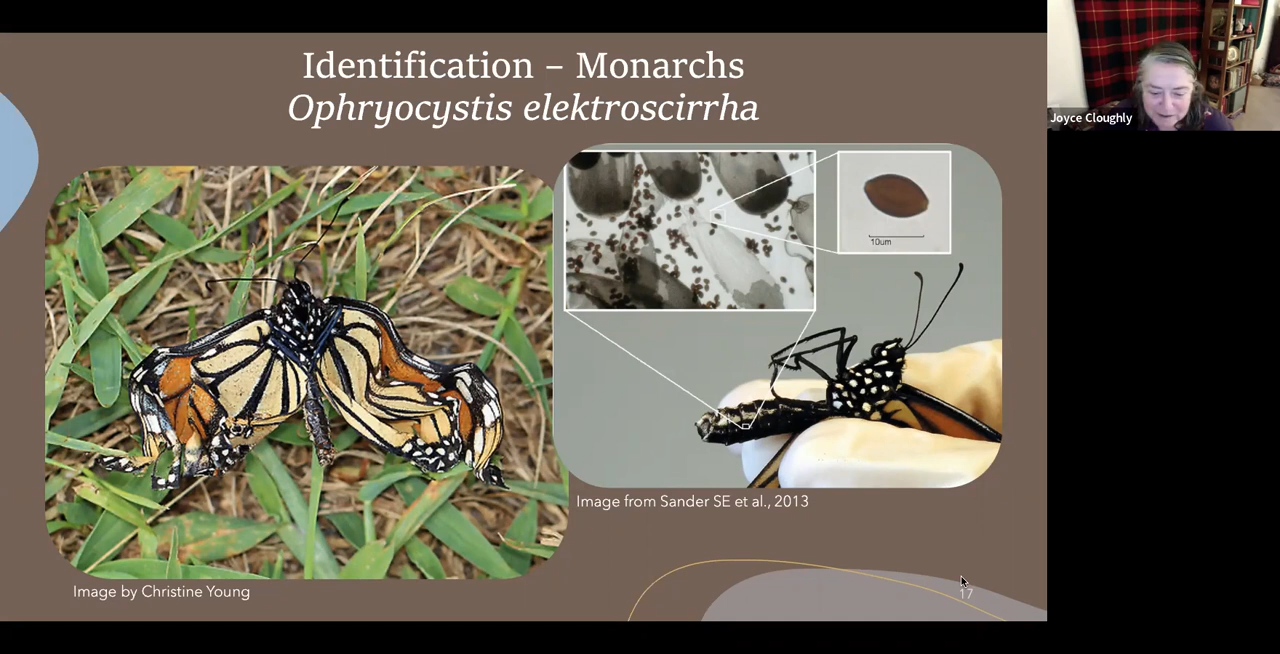 Identification – Monarchs
Ophryocystis elektroscirrha
Joyce Cloughly
10um
Image from Sander SE et al., 2013
Image by Christine Young
17